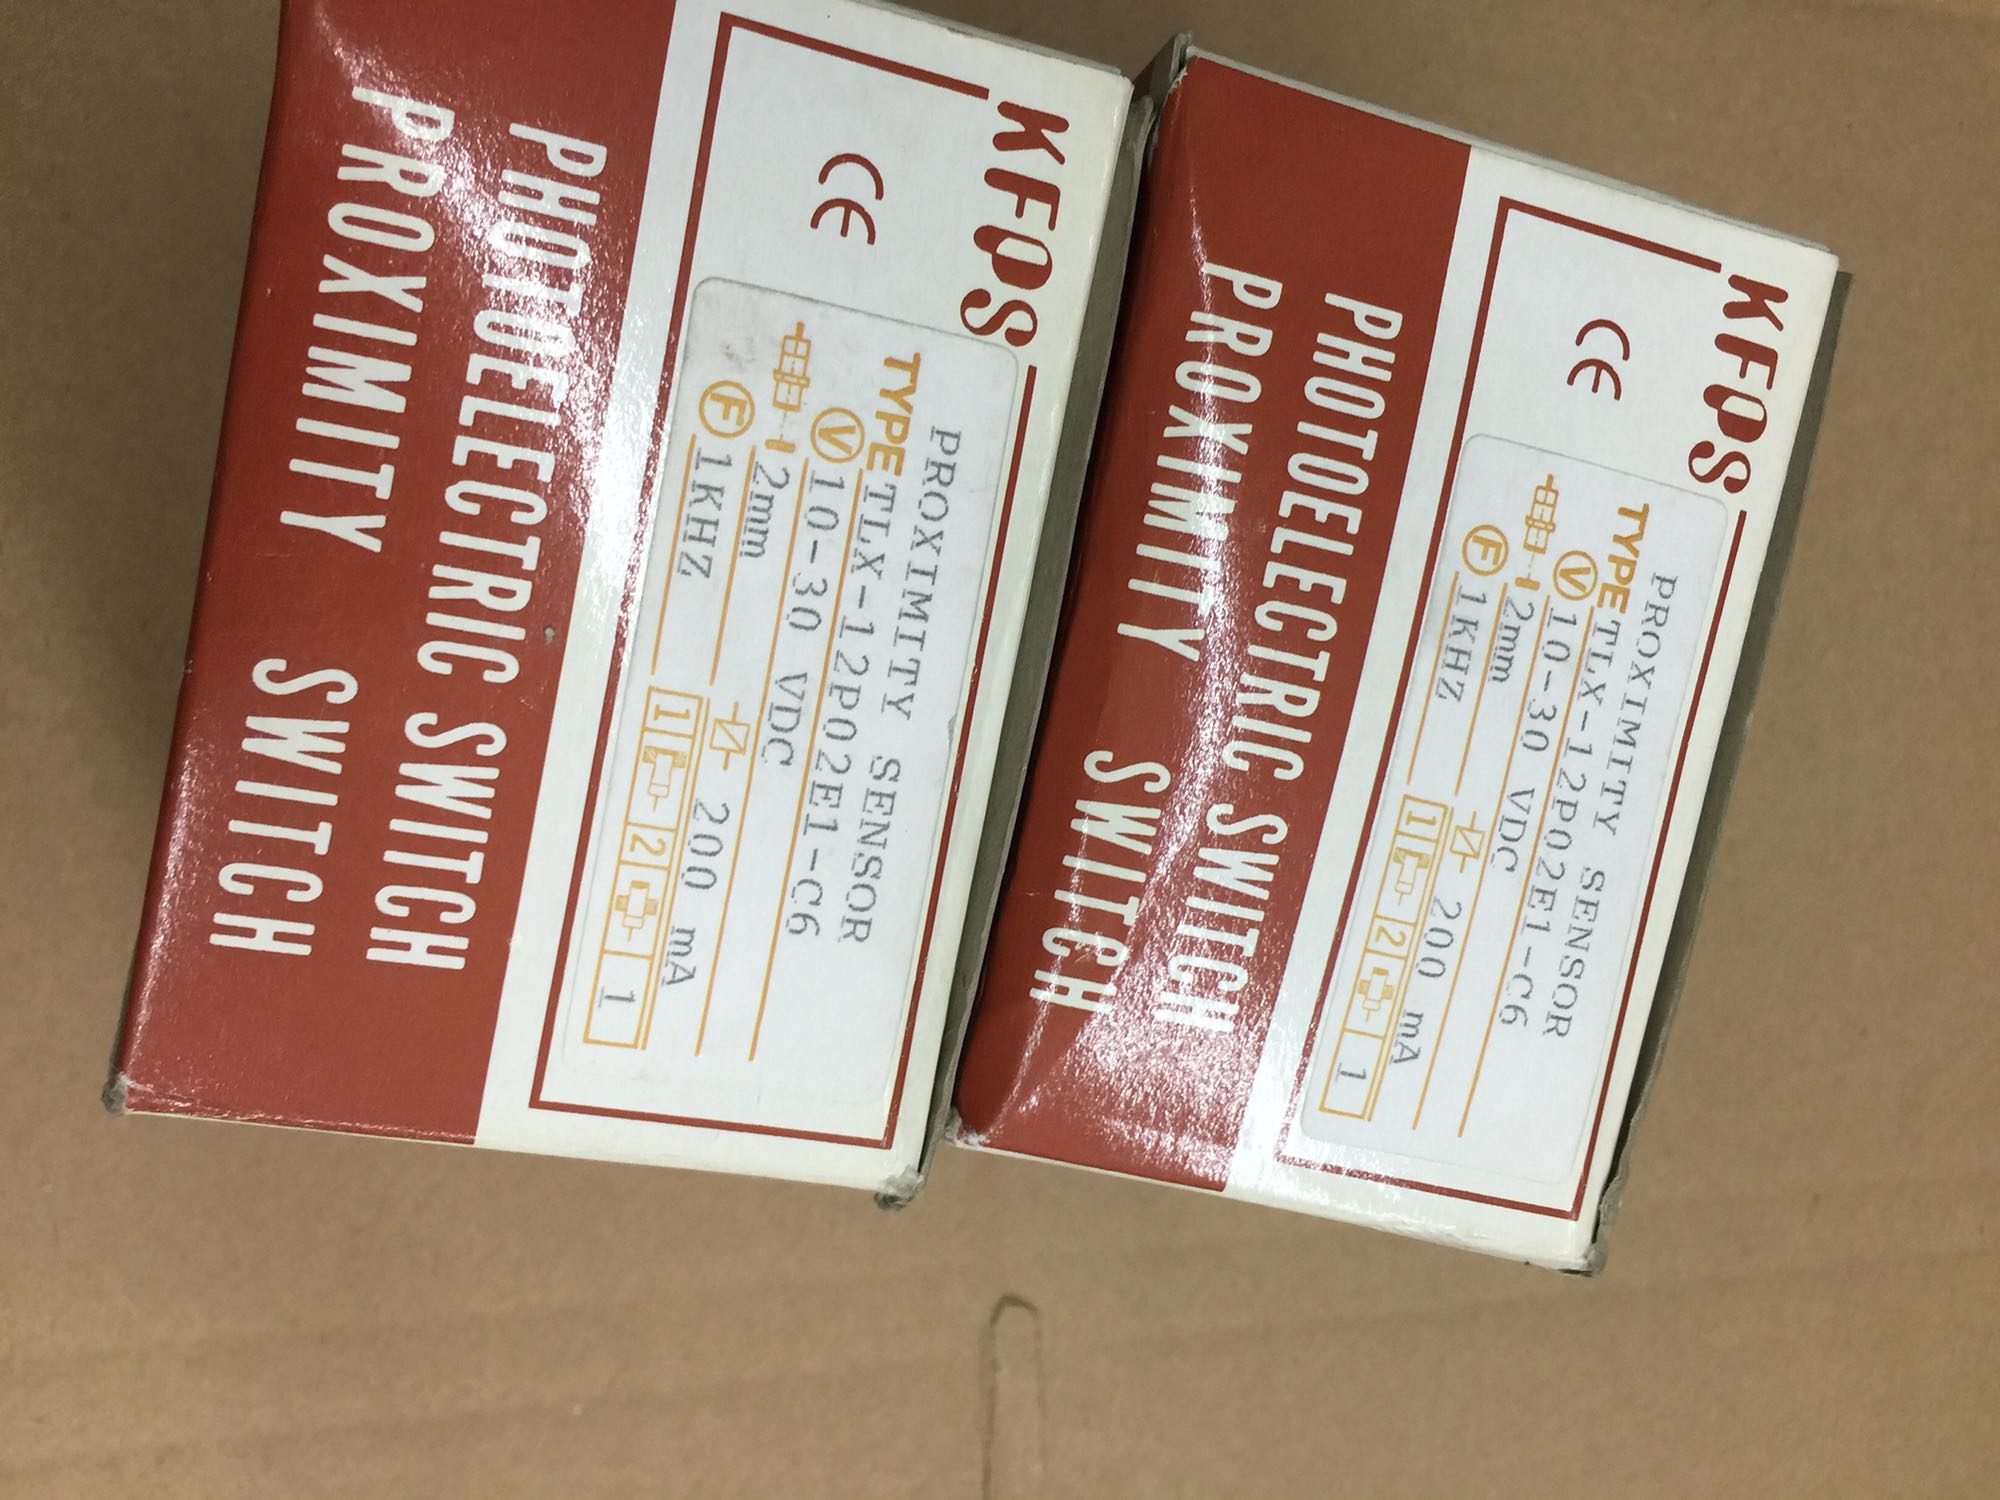 KFPS
CE
PROXIMITY SENSOR
TYPE TLX-12P02E1-C6
V 10-30 VDC
2mm 200 mA
F 1KHZ 1 2 1
PHOTOELECTRIC SWITCH
PROXIMITY SWITCH
KFPS
CE
PROXIMITY SENSOR
TYPE TLX-12P02E1-C6
V 10-30 VDC
2mm 200 mA
F 1KHZ 1 2 1
PHOTOELECTRIC SWITCH
PROXIMITY SWITCH